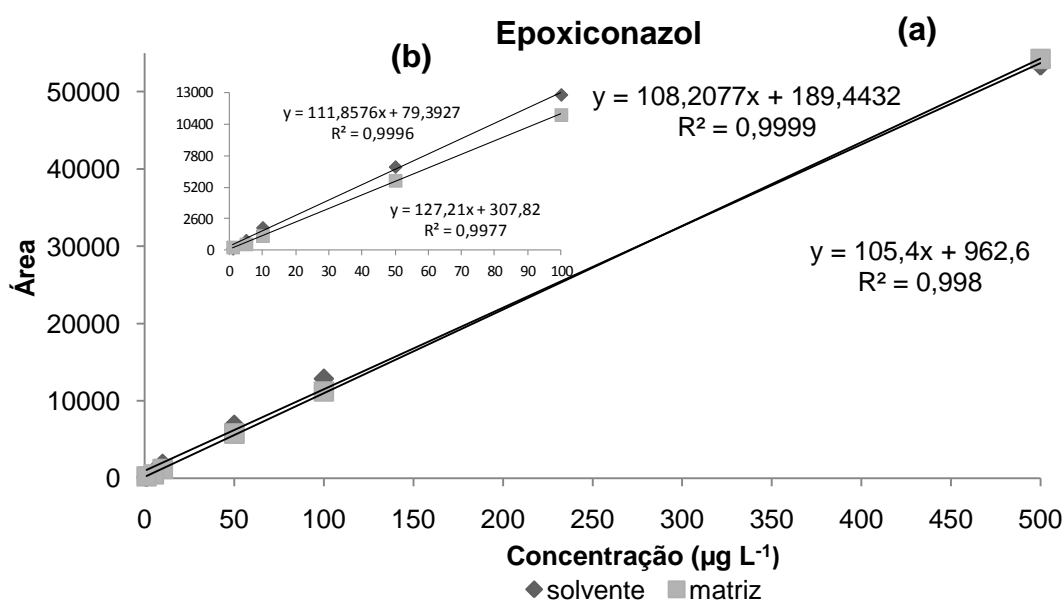 Epoxiconazol
(a)
(b)
y = 108,2077x + 189,4432
R² = 0,9999
y = 105,4x + 962,6
R² = 0,998
y = 111,8576x + 79,3927
R² = 0,9996
y = 127,21x + 307,82
R² = 0,9977
13000
10400
7800
5200
2600
0
0 10 20 30 40 50 60 70 80 90 100
Área
50000
40000
30000
20000
10000
0
0 50 100 150 200 250 300 350 400 450 500
Concentração (µg L⁻¹)
solvente matriz